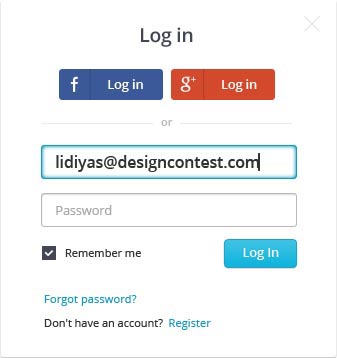 Log in
f Log in g+ Log in
or
lidiyas@designcontest.com
Password
Remember me Log In
Forgot password?
Don't have an account? Register